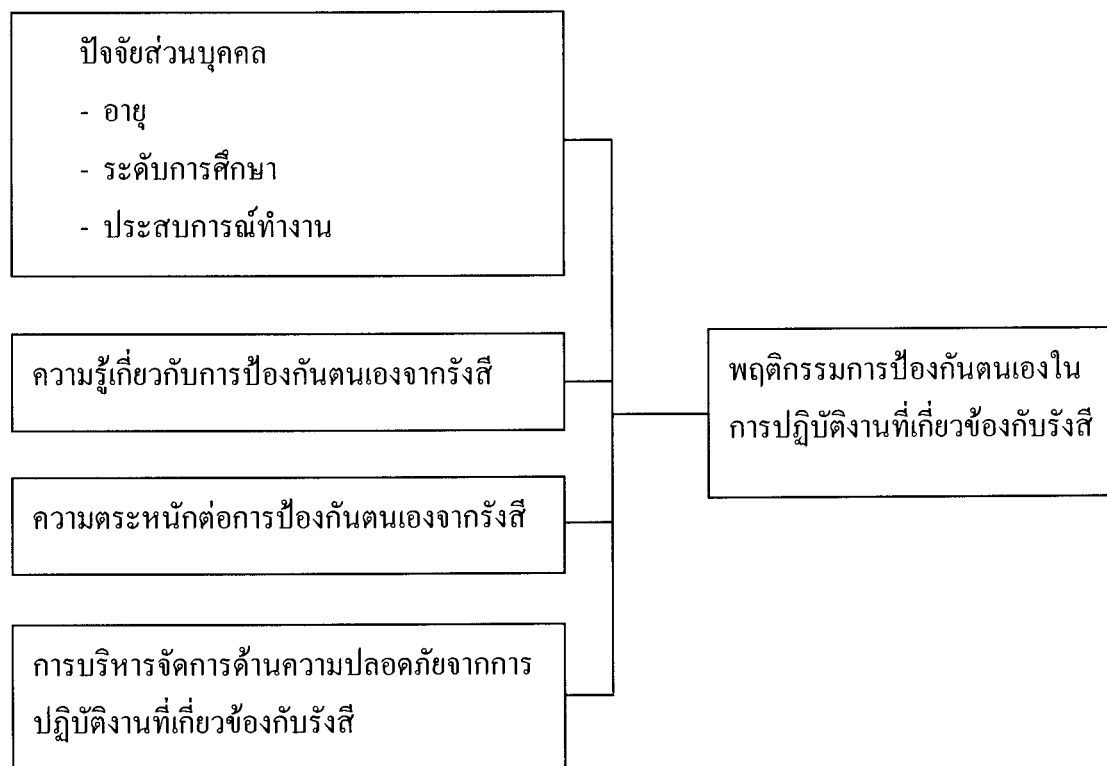 ปัจจัยส่วนบุคคล
- อายุ
- ระดับการศึกษา
- ประสบการณ์ทำงาน
ความรู้เกี่ยวกับการป้องกันตนเองจากรังสี
ความตระหนักต่อการป้องกันตนเองจากรังสี
การบริหารจัดการด้านความปลอดภัยจากการ
ปฏิบัติงานที่เกี่ยวข้องกับรังสี
พฤติกรรมการป้องกันตนเองใน
การปฏิบัติงานที่เกี่ยวข้องกับรังสี